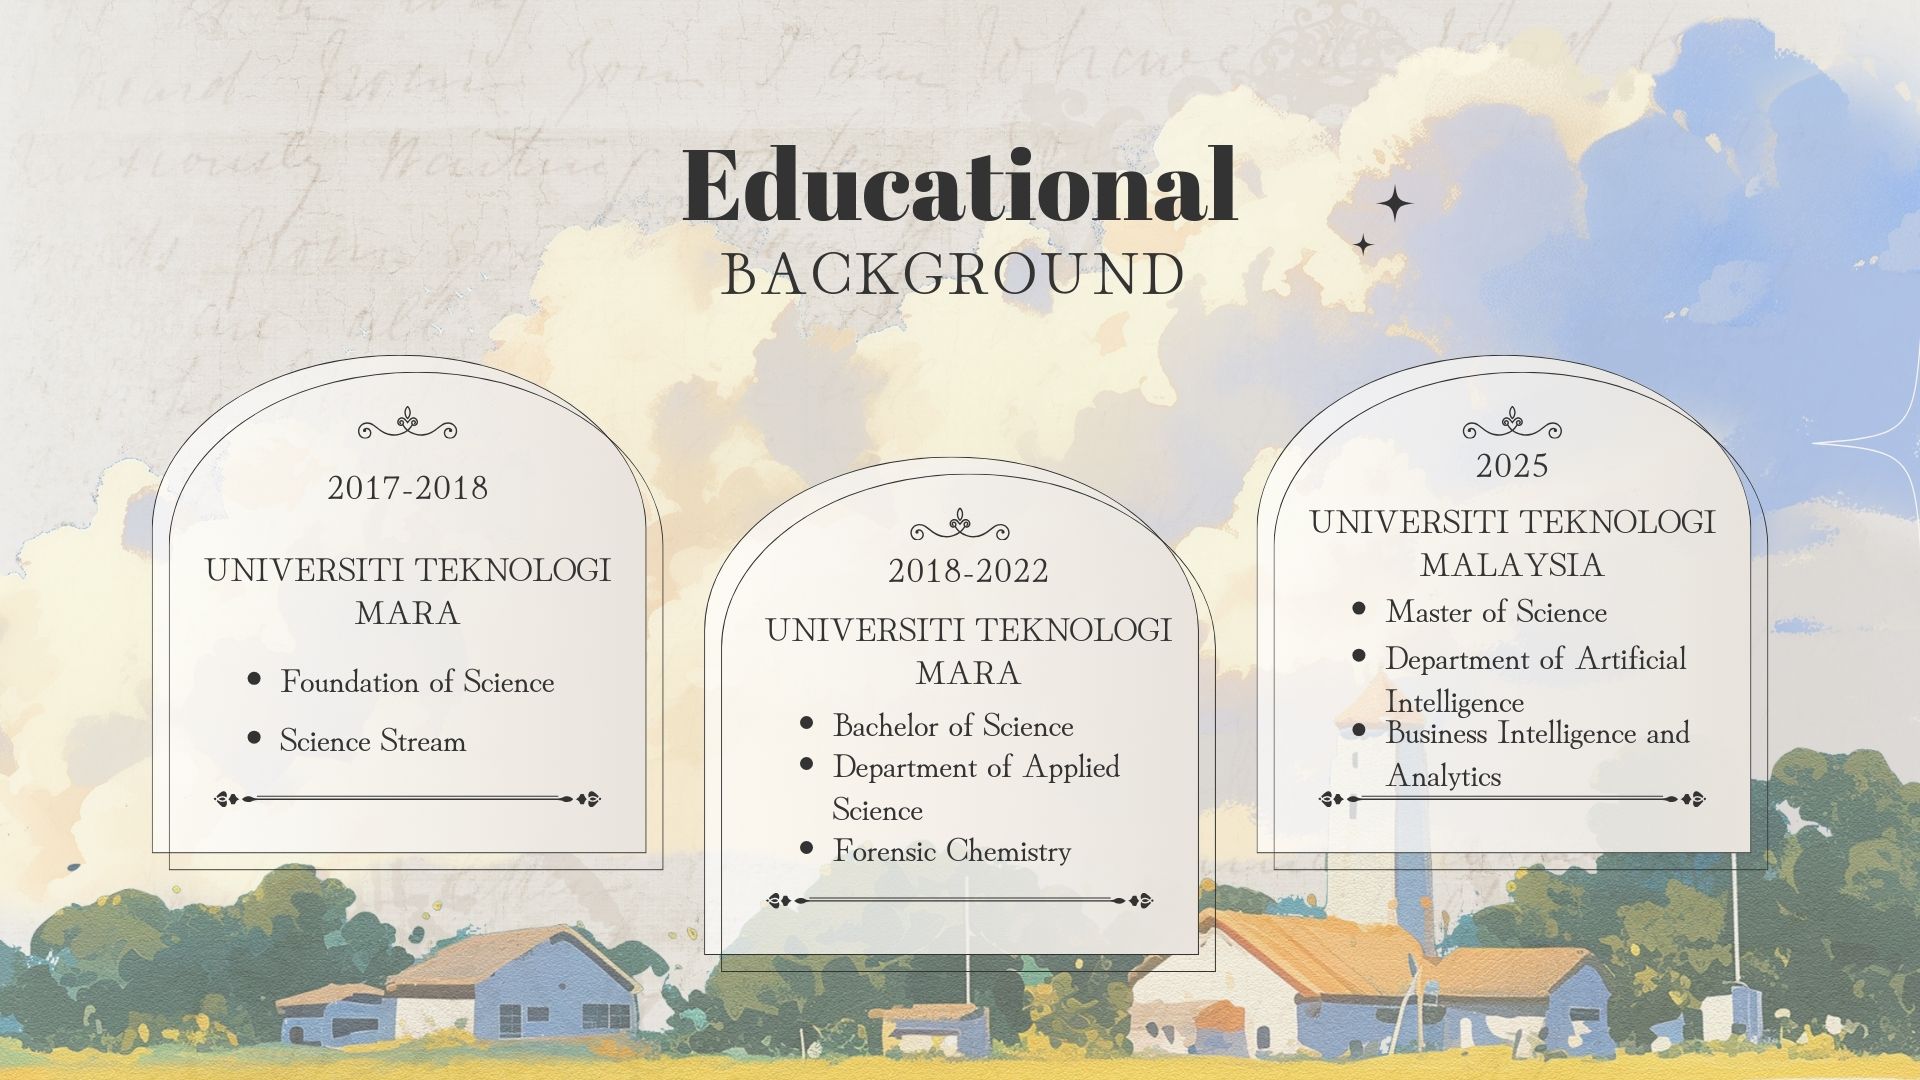 Educational
BACKGROUND
2017-2018
UNIVERSITI TEKNOLOGI
MARA
• Foundation of Science
• Science Stream
2018-2022
UNIVERSITI TEKNOLOGI
MARA
• Bachelor of Science
• Department of Applied
Science
• Forensic Chemistry
2025
UNIVERSITI TEKNOLOGI
MALAYSIA
• Master of Science
• Department of Artificial
Intelligence
• Business Intelligence and
Analytics